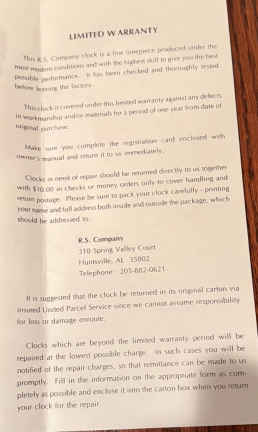 LIMITED WARRANTY
This R.S. Company clock is a fine timepiece produced under the
most modern conditions and with the highest skill to give you the best
possible performance. It has been checked and thoroughly tested
before leaving the factory.
This clock is covered under this limited warranty against any defects
in workmanship and/or materials for a period of one year from date of
original purchase.
Make sure you complete the registration card enclosed with
owner's manual and return it to us immediately.
Clocks in need of repair should be returned directly to us together
with $10.00 in checks or money orders only to cover handling and
return postage. Please be sure to pack your clock carefully - printing
your name and full address both inside and outside the package, which
should be addressed to:
R.S. Company
310 Spring Valley Court
Huntsville, AL 35802
Telephone: 205-882-0621
It is suggested that the clock be returned in its original carton via
insured United Parcel Service since we cannot assume responsibility
for loss or damage enroute.
Clocks which are beyond the limited warranty period will be
repaired at the lowest possible charge. In such cases you will be
notified of the repair charges, so that remittance can be made to us
promptly. Fill in the information on the appropriate form as com-
pletely as possible and enclose it into the carton box when you return
your clock for the repair.